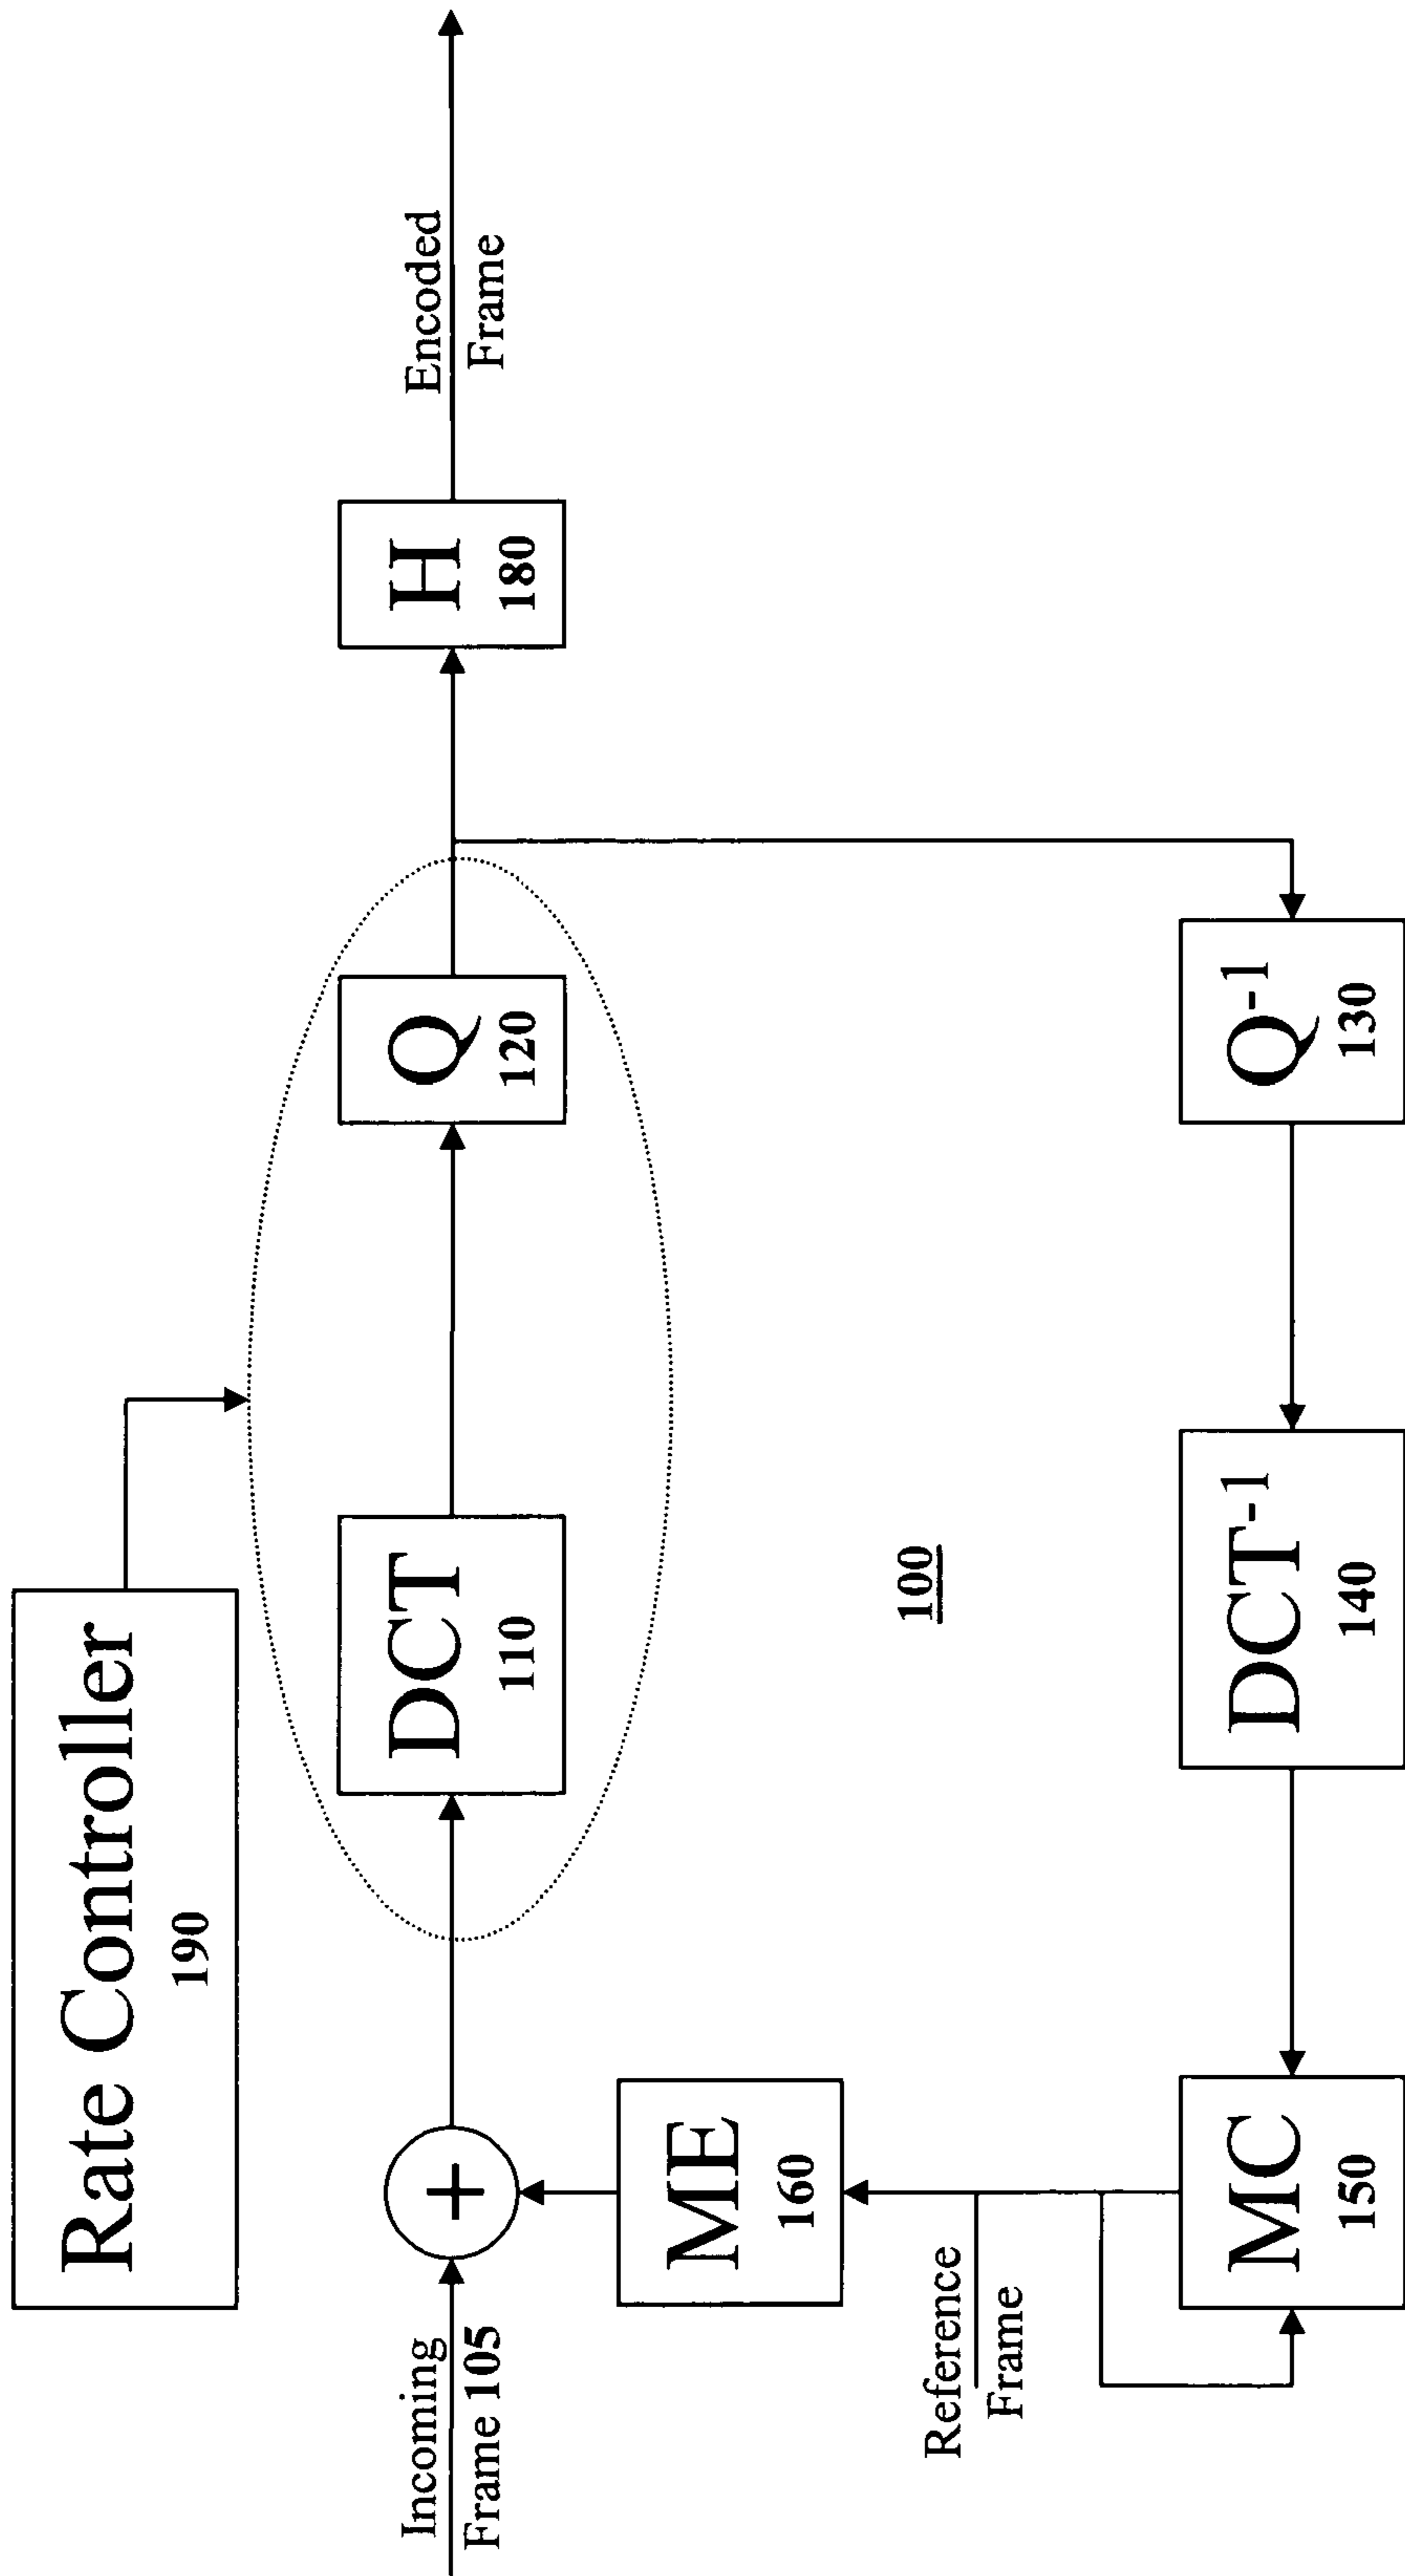 Rate Controller
190
Incoming
Frame 105
+
DCT
110
Q
120
H
180
Encoded
Frame
ME
160
Reference
Frame
100
MC
150
DCT-1
140
Q-1
130